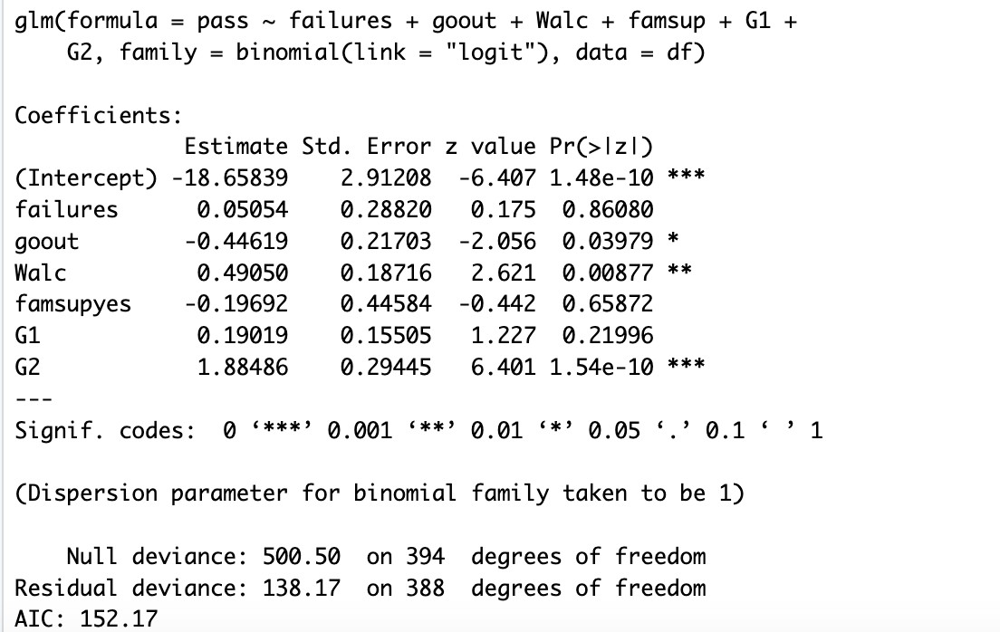 glm(formula = pass ~ failures + goout + Walc + famsup + G1 +
    G2, family = binomial(link = "logit"), data = df)

Coefficients:
             Estimate Std. Error z value Pr(>|z|)
(Intercept) -18.65839    2.91208  -6.407 1.48e-10 ***
failures      0.05054    0.28820   0.175  0.86080
goout        -0.44619    0.21703  -2.056  0.03979 *
Walc          0.49050    0.18716   2.621  0.00877 **
famsupyes    -0.19692    0.44584  -0.442  0.65872
G1            0.19019    0.15505   1.227  0.21996
G2            1.88486    0.29445   6.401 1.54e-10 ***
---
Signif. codes:  0 ‘***’ 0.001 ‘**’ 0.01 ‘*’ 0.05 ‘.’ 0.1 ‘ ’ 1

(Dispersion parameter for binomial family taken to be 1)

    Null deviance: 500.50  on 394  degrees of freedom
Residual deviance: 138.17  on 388  degrees of freedom
AIC: 152.17